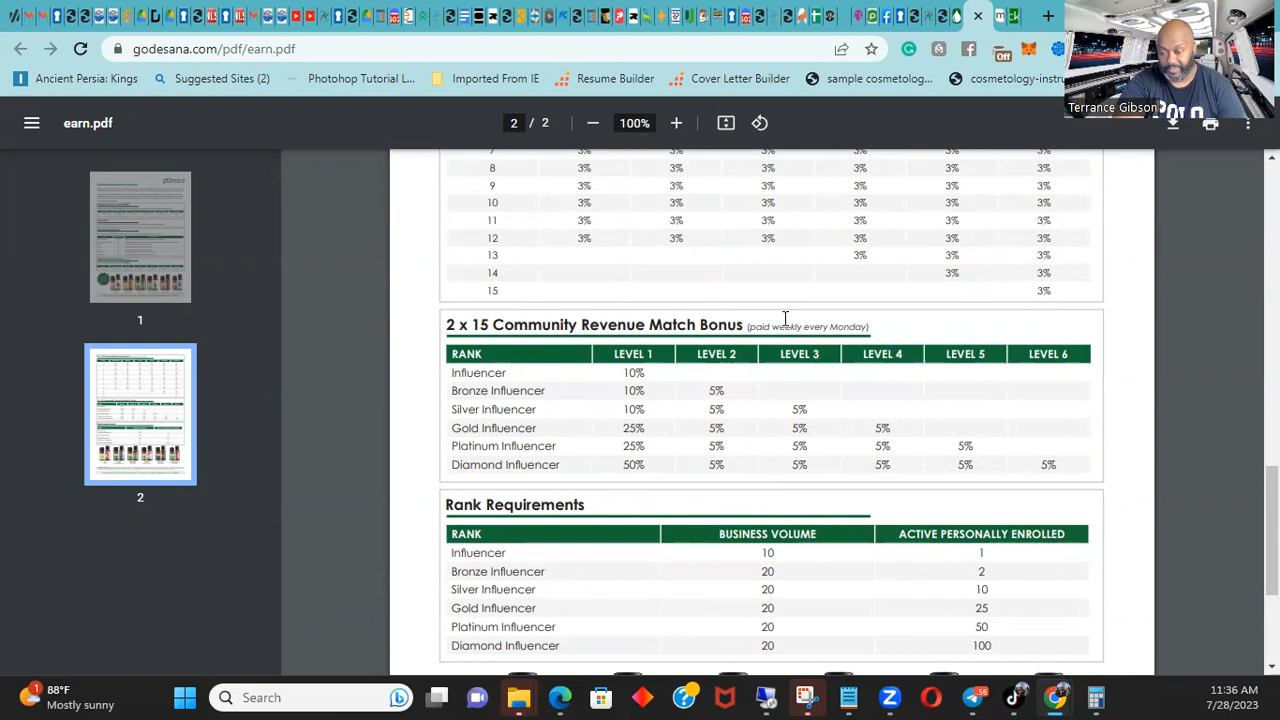 godesana.com/pdf/earn.pdf
Off
Ancient Persia: Kings
Suggested Sites (2)
Photohop Tutorial L...
Imported From IE
Resume Builder
Cover Letter Builder
sample cosmetolog...
cosmetology-instru
Terrance Gibson
earn.pdf
2 / 2
100%
1
2
7 3% 3% 3% 3% 3% 3%
8 3% 3% 3% 3% 3% 3%
9 3% 3% 3% 3% 3% 3%
10 3% 3% 3% 3% 3% 3%
11 3% 3% 3% 3% 3% 3%
12 3% 3% 3% 3% 3% 3%
13 3% 3% 3%
14 3% 3%
15 3%
2 x 15 Community Revenue Match Bonus (paid weekly every Monday)
RANK LEVEL 1 LEVEL 2 LEVEL 3 LEVEL 4 LEVEL 5 LEVEL 6
Influencer 10%
Bronze Influencer 10% 5%
Silver Influencer 10% 5% 5%
Gold Influencer 25% 5% 5% 5%
Platinum Influencer 25% 5% 5% 5% 5%
Diamond Influencer 50% 5% 5% 5% 5% 5%
Rank Requirements
RANK BUSINESS VOLUME ACTIVE PERSONALLY ENROLLED
Influencer 10 1
Bronze Influencer 20 2
Silver Influencer 20 10
Gold Influencer 20 25
Platinum Influencer 20 50
Diamond Influencer 20 100
88°F
Mostly sunny
Search
11:36 AM
7/28/2023